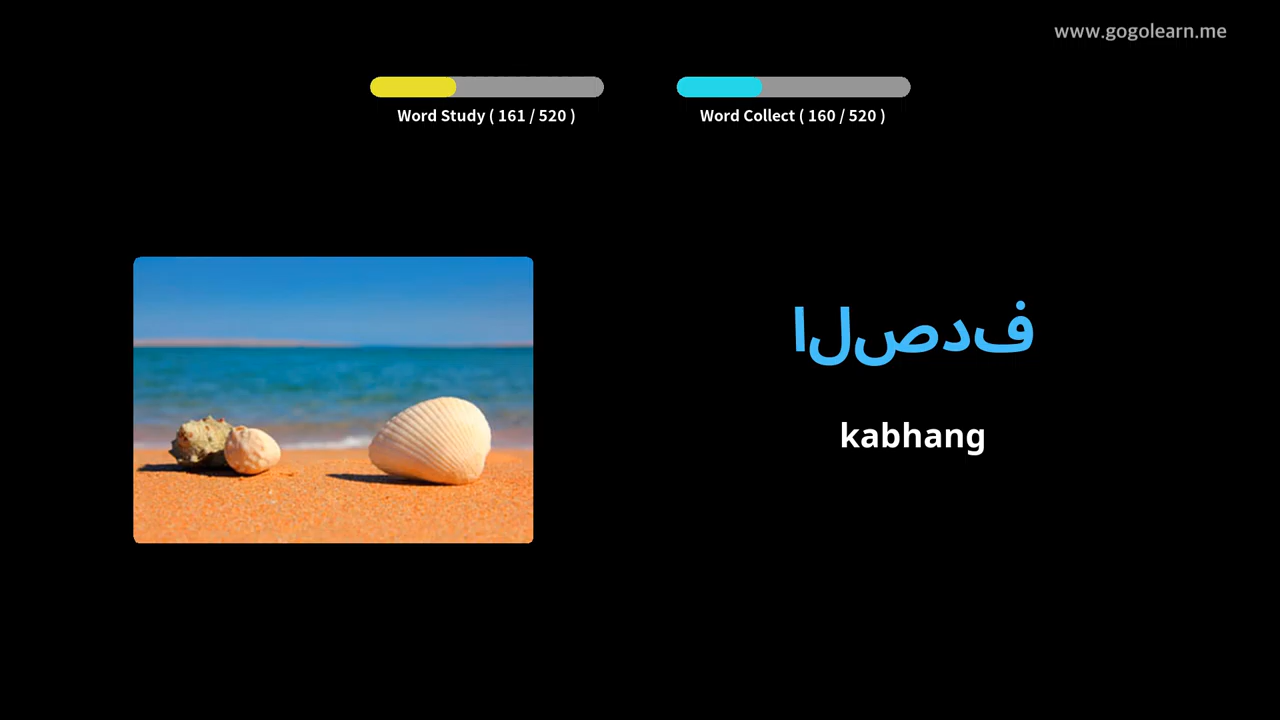 www.gogolearn.me
Word Study ( 161 / 520 )
Word Collect ( 160 / 520 )
الصدف
kabhang